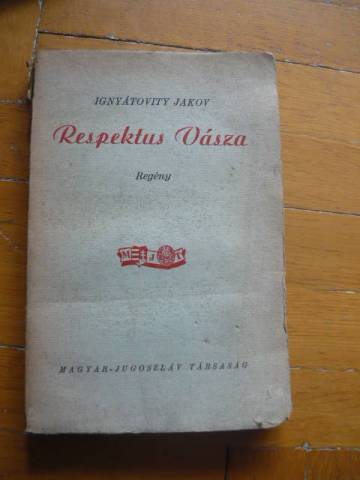 IGNYÁTOVITY JAKOV
Respektus Vásza
Regény
M J T
MAGYAR-JUGOSZLÁV TÁRSASÁG